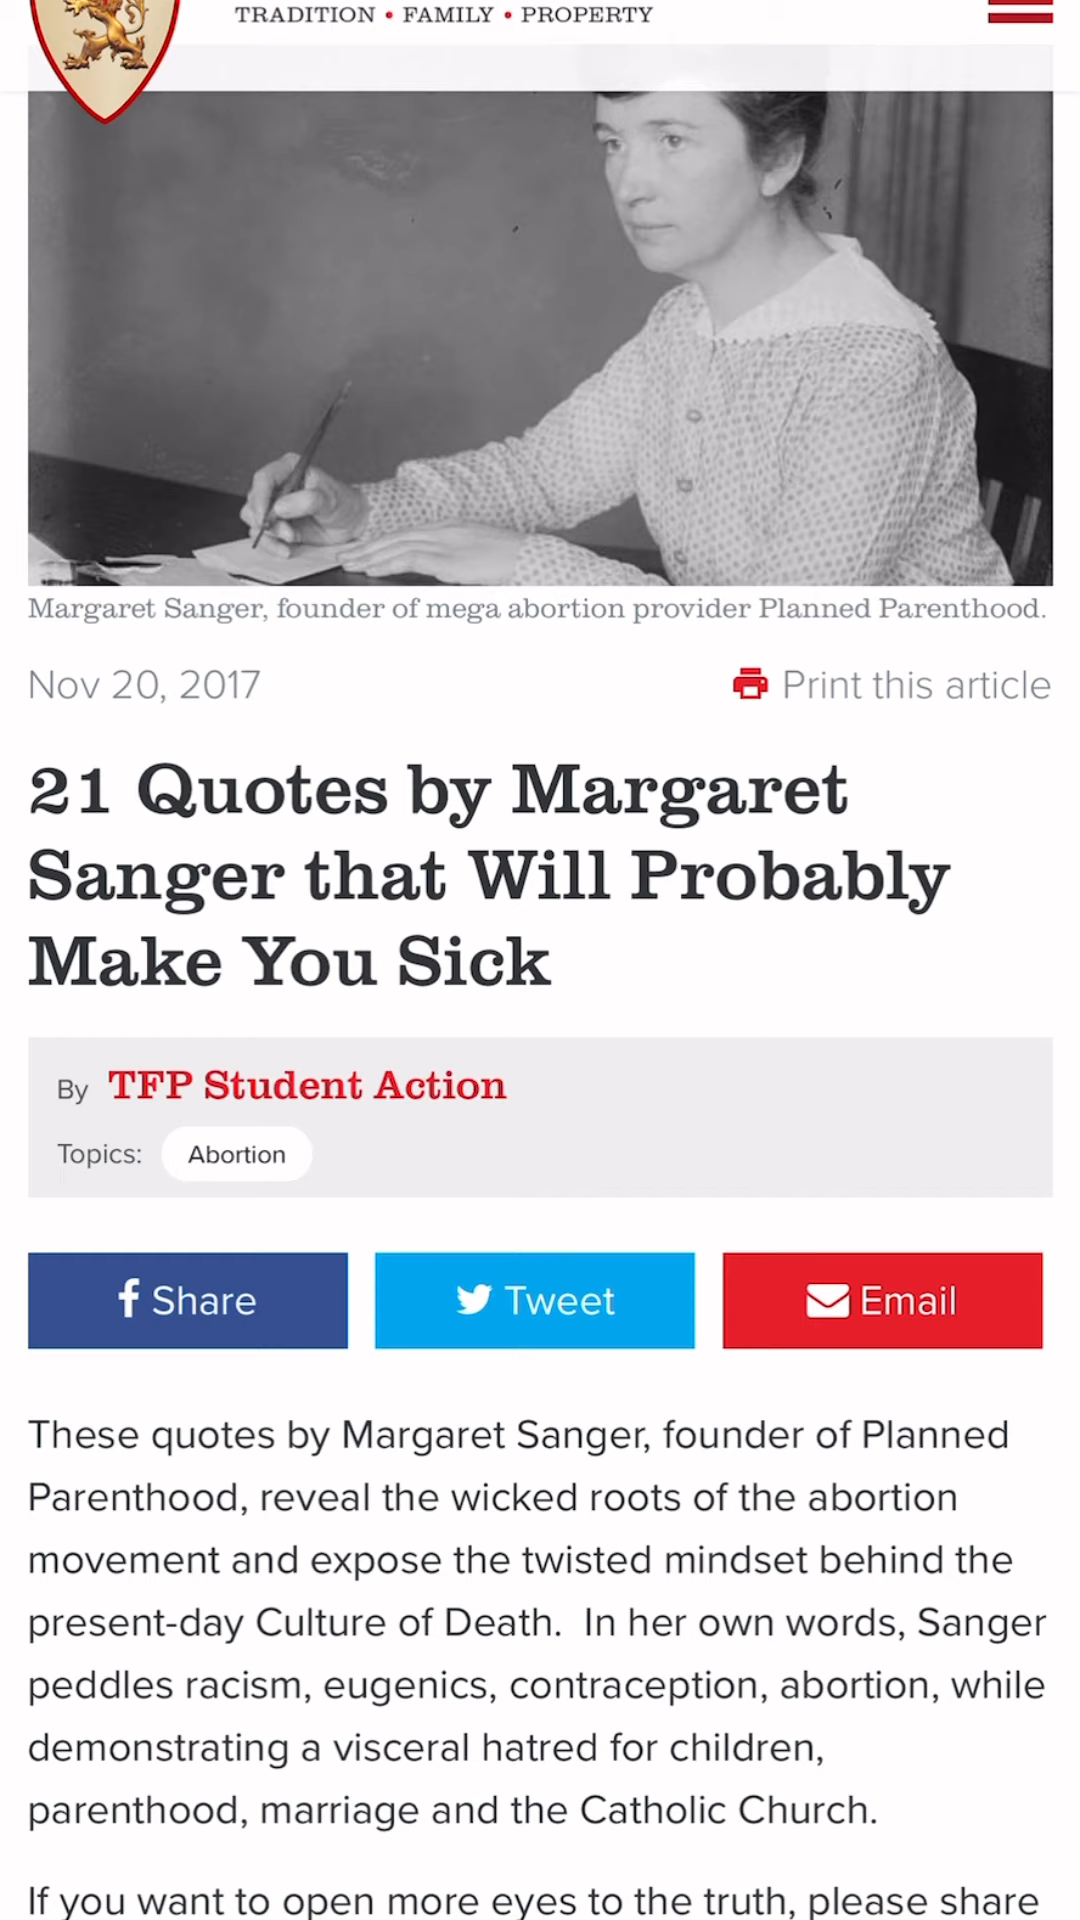 TRADITION • FAMILY • PROPERTY
Margaret Sanger, founder of mega abortion provider Planned Parenthood.
Nov 20, 2017
Print this article
21 Quotes by Margaret
Sanger that Will Probably
Make You Sick
By TFP Student Action
Topics: Abortion
Share
Tweet
Email
These quotes by Margaret Sanger, founder of Planned
Parenthood, reveal the wicked roots of the abortion
movement and expose the twisted mindset behind the
present-day Culture of Death.  In her own words, Sanger
peddles racism, eugenics, contraception, abortion, while
demonstrating a visceral hatred for children,
parenthood, marriage and the Catholic Church.
If you want to open more eyes to the truth, please share